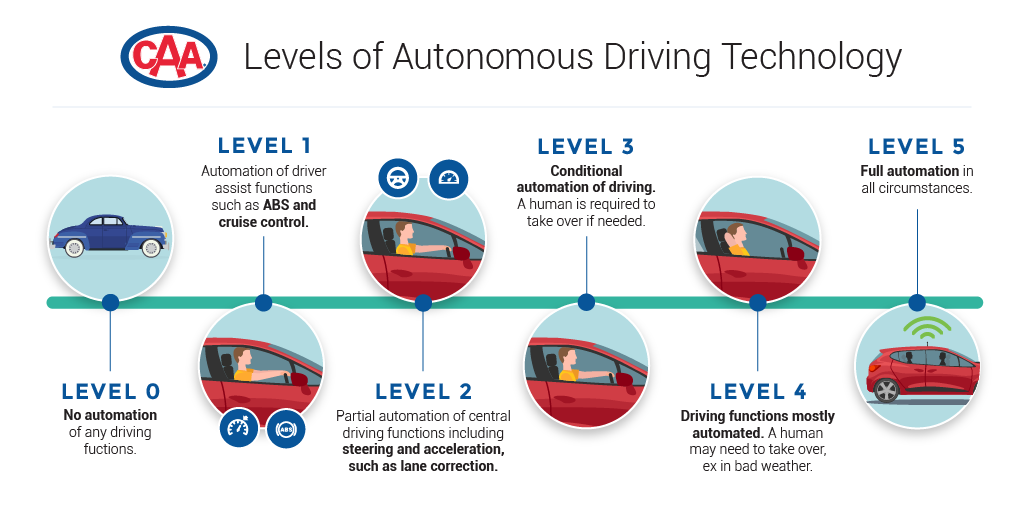 CAA
Levels of Autonomous Driving Technology
LEVEL 0
No automation
of any driving
fuctions.
LEVEL 1
Automation of driver
assist functions
such as ABS and
cruise control.
ABS
LEVEL 2
Partial automation of central
driving functions including
steering and acceleration,
such as lane correction.
LEVEL 3
Conditional
automation of driving.
A human is required to
take over if needed.
LEVEL 4
Driving functions mostly
automated. A human
may need to take over,
ex in bad weather.
LEVEL 5
Full automation in
all circumstances.